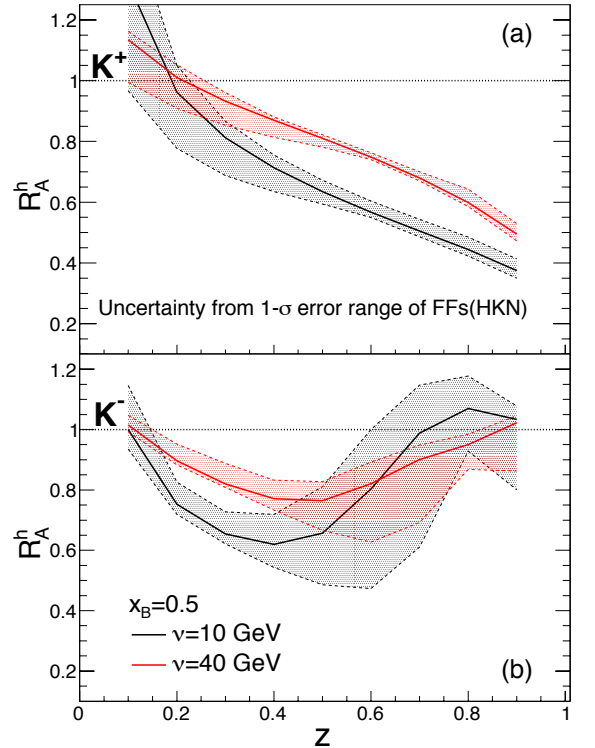 (a)
K+
1.2
1
0.8
0.6
0.4
0.2
R_A^h
Uncertainty from 1-σ error range of FFs(HKN)
K-
1.2
1
0.8
0.6
0.4
0.2
R_A^h
x_B=0.5
ν=10 GeV
ν=40 GeV
(b)
0 0.2 0.4 0.6 0.8 1
z